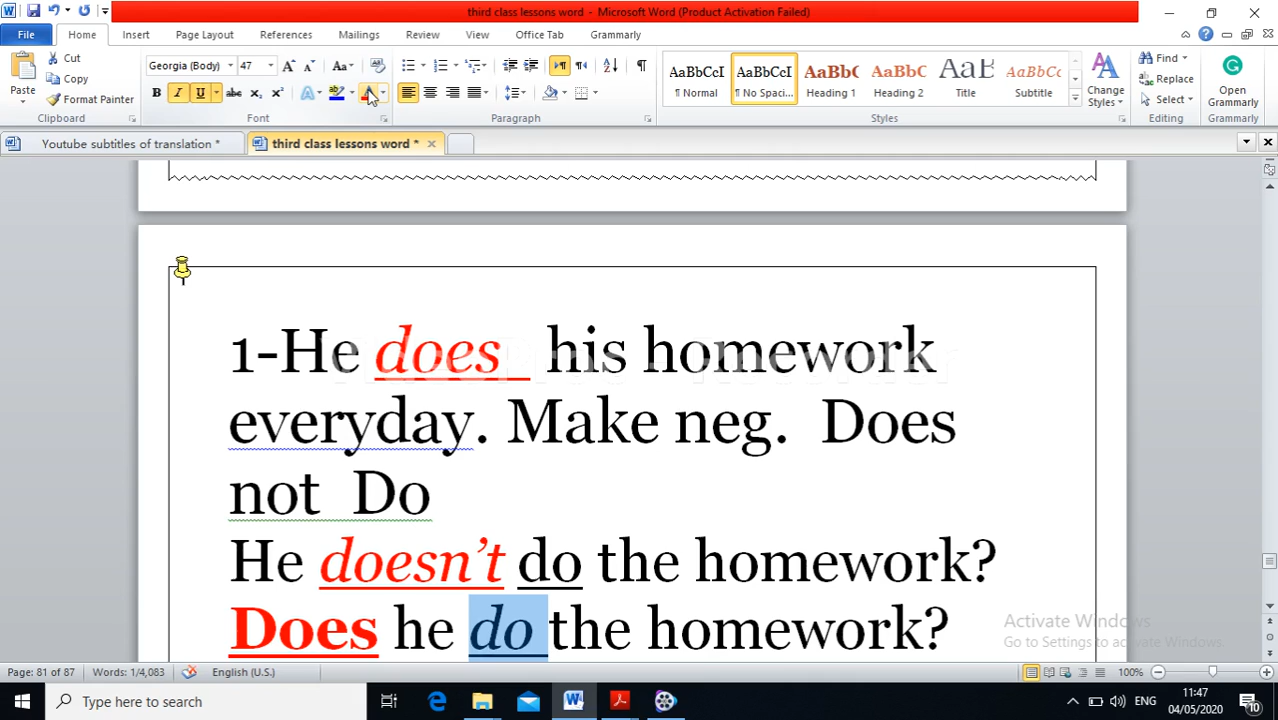 third class lessons word - Microsoft Word (Product Activation Failed)
File Home Insert Page Layout References Mailings Review View Office Tab Grammarly
Paste Cut Copy Format Painter
Georgia (Body) 47
AaBbCcI AaBbCcI AaBbC AaBbCc AaB AaBbCcI
¶ Normal ¶ No Spaci... Heading 1 Heading 2 Title Subtitle
Change Styles
Find Replace Select
Open Grammarly
Clipboard Font Paragraph Styles Editing Grammarly
Youtube subtitles of translation * third class lessons word *
1-He does his homework
everyday. Make neg. Does
not Do
He doesn’t do the homework?
Does he do the homework?
Activate Windows
Go to Settings to activate Windows.
Page: 81 of 87 Words: 1/4,083 English (U.S.) 100%
Type here to search
ENG 11:47 04/05/2020 10